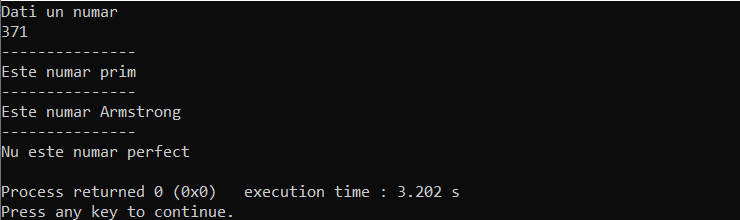 Dati un numar
371
---------------
Este numar prim
---------------
Este numar Armstrong
---------------
Nu este numar perfect
Process returned 0 (0x0)   execution time : 3.202 s
Press any key to continue.